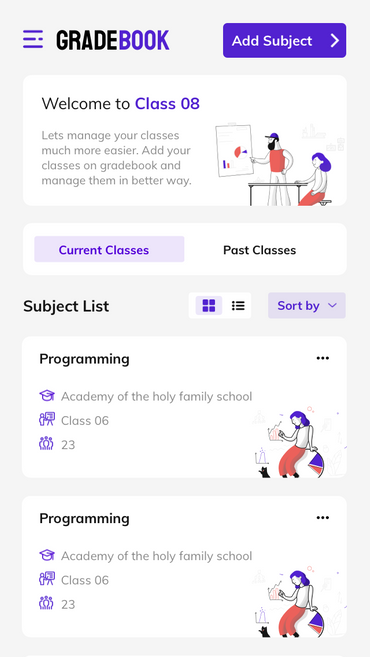 GRADEBOOK
Add Subject
Welcome to Class 08
Lets manage your classes
much more easier. Add your
classes on gradebook and
manage them in better way.
Current Classes
Past Classes
Subject List
Sort by
Programming
Academy of the holy family school
Class 06
23
Programming
Academy of the holy family school
Class 06
23